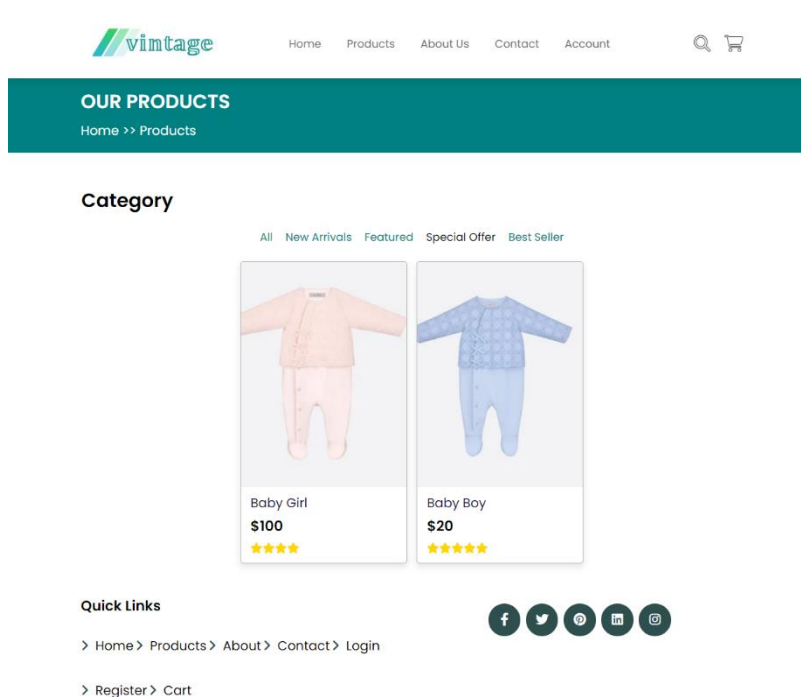 vintage
Home Products About Us Contact Account
OUR PRODUCTS
Home >> Products
Category
All New Arrivals Featured Special Offer Best Seller
Baby Girl
$100
Baby Boy
$20
Quick Links
> Home > Products > About > Contact > Login
> Register > Cart